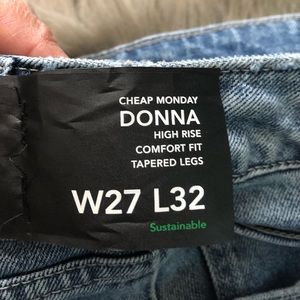 CHEAP MONDAY
DONNA
HIGH RISE
COMFORT FIT
TAPERED LEGS
W27 L32
Sustainable